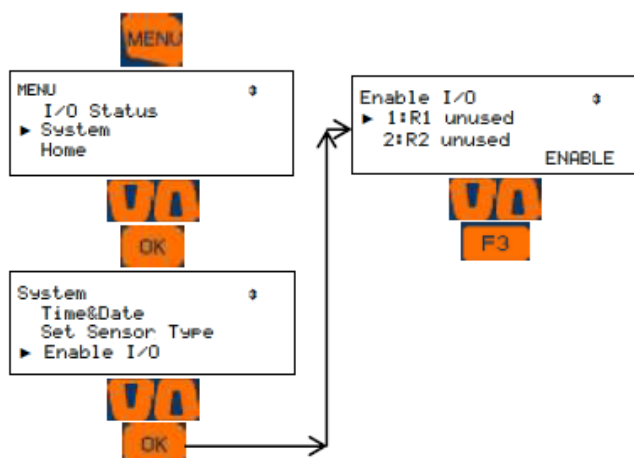 MENU
MENU
I/O Status
► System
Home
OK
System
Time&Date
Set Sensor Type
► Enable I/O
OK
Enable I/O
► 1:R1 unused
2:R2 unused
ENABLE
F3